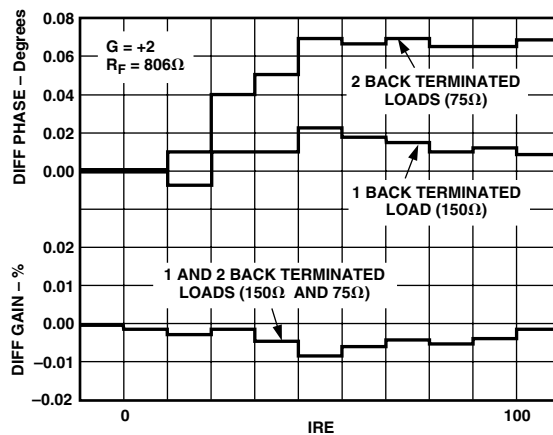 DIFF PHASE – Degrees
0.08
0.06
0.04
0.02
0.00
G = +2
RF = 806Ω
2 BACK TERMINATED
LOADS (75Ω)
1 BACK TERMINATED
LOAD (150Ω)
DIFF GAIN – %
0.02
0.01
0.00
–0.01
–0.02
1 AND 2 BACK TERMINATED
LOADS (150Ω AND 75Ω)
0
IRE
100